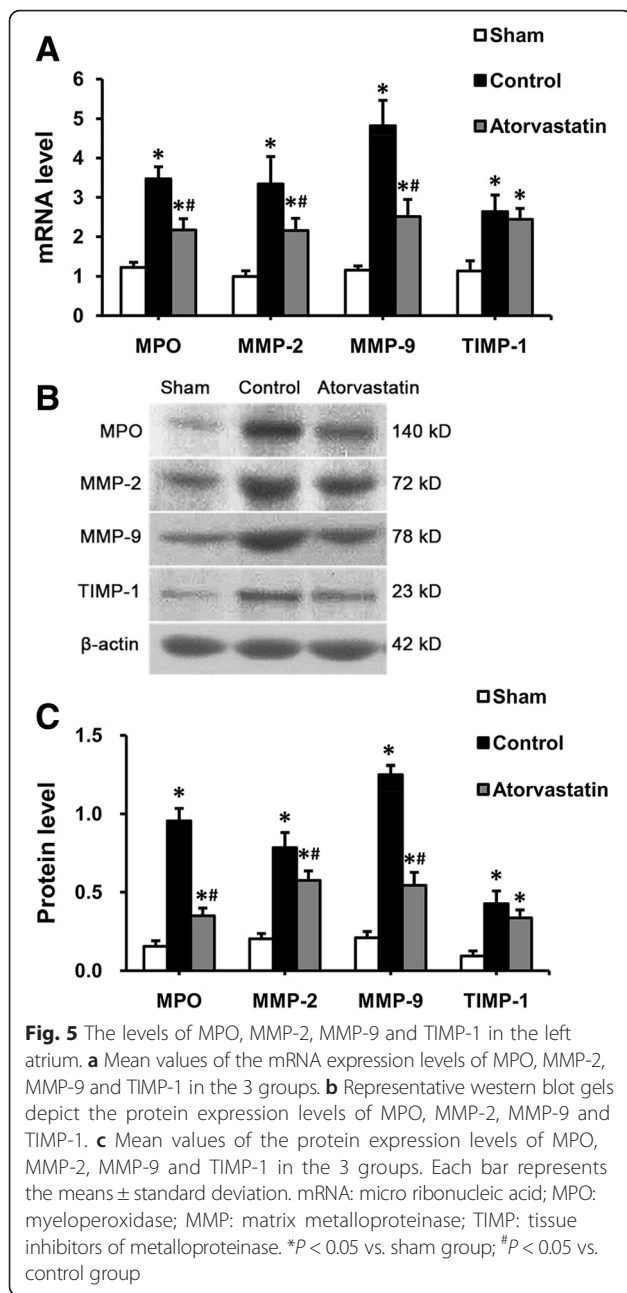 A
Sham
Control
Atorvastatin
mRNA level
6
5
4
3
2
1
0
* *# * *# * *# * *
MPO MMP-2 MMP-9 TIMP-1
B
Sham Control Atorvastatin
MPO 140 kD
MMP-2 72 kD
MMP-9 78 kD
TIMP-1 23 kD
β-actin 42 kD
C
Sham
Control
Atorvastatin
Protein level
1.5
1.0
0.5
0.0
* *# * *# * *# * *
MPO MMP-2 MMP-9 TIMP-1
Fig. 5 The levels of MPO, MMP-2, MMP-9 and TIMP-1 in the left
atrium. a Mean values of the mRNA expression levels of MPO, MMP-2,
MMP-9 and TIMP-1 in the 3 groups. b Representative western blot gels
depict the protein expression levels of MPO, MMP-2, MMP-9 and
TIMP-1. c Mean values of the protein expression levels of MPO,
MMP-2, MMP-9 and TIMP-1 in the 3 groups. Each bar represents
the means ± standard deviation. mRNA: micro ribonucleic acid; MPO:
myeloperoxidase; MMP: matrix metalloproteinase; TIMP: tissue
inhibitors of metalloproteinase. *P < 0.05 vs. sham group; #P < 0.05 vs.
control group